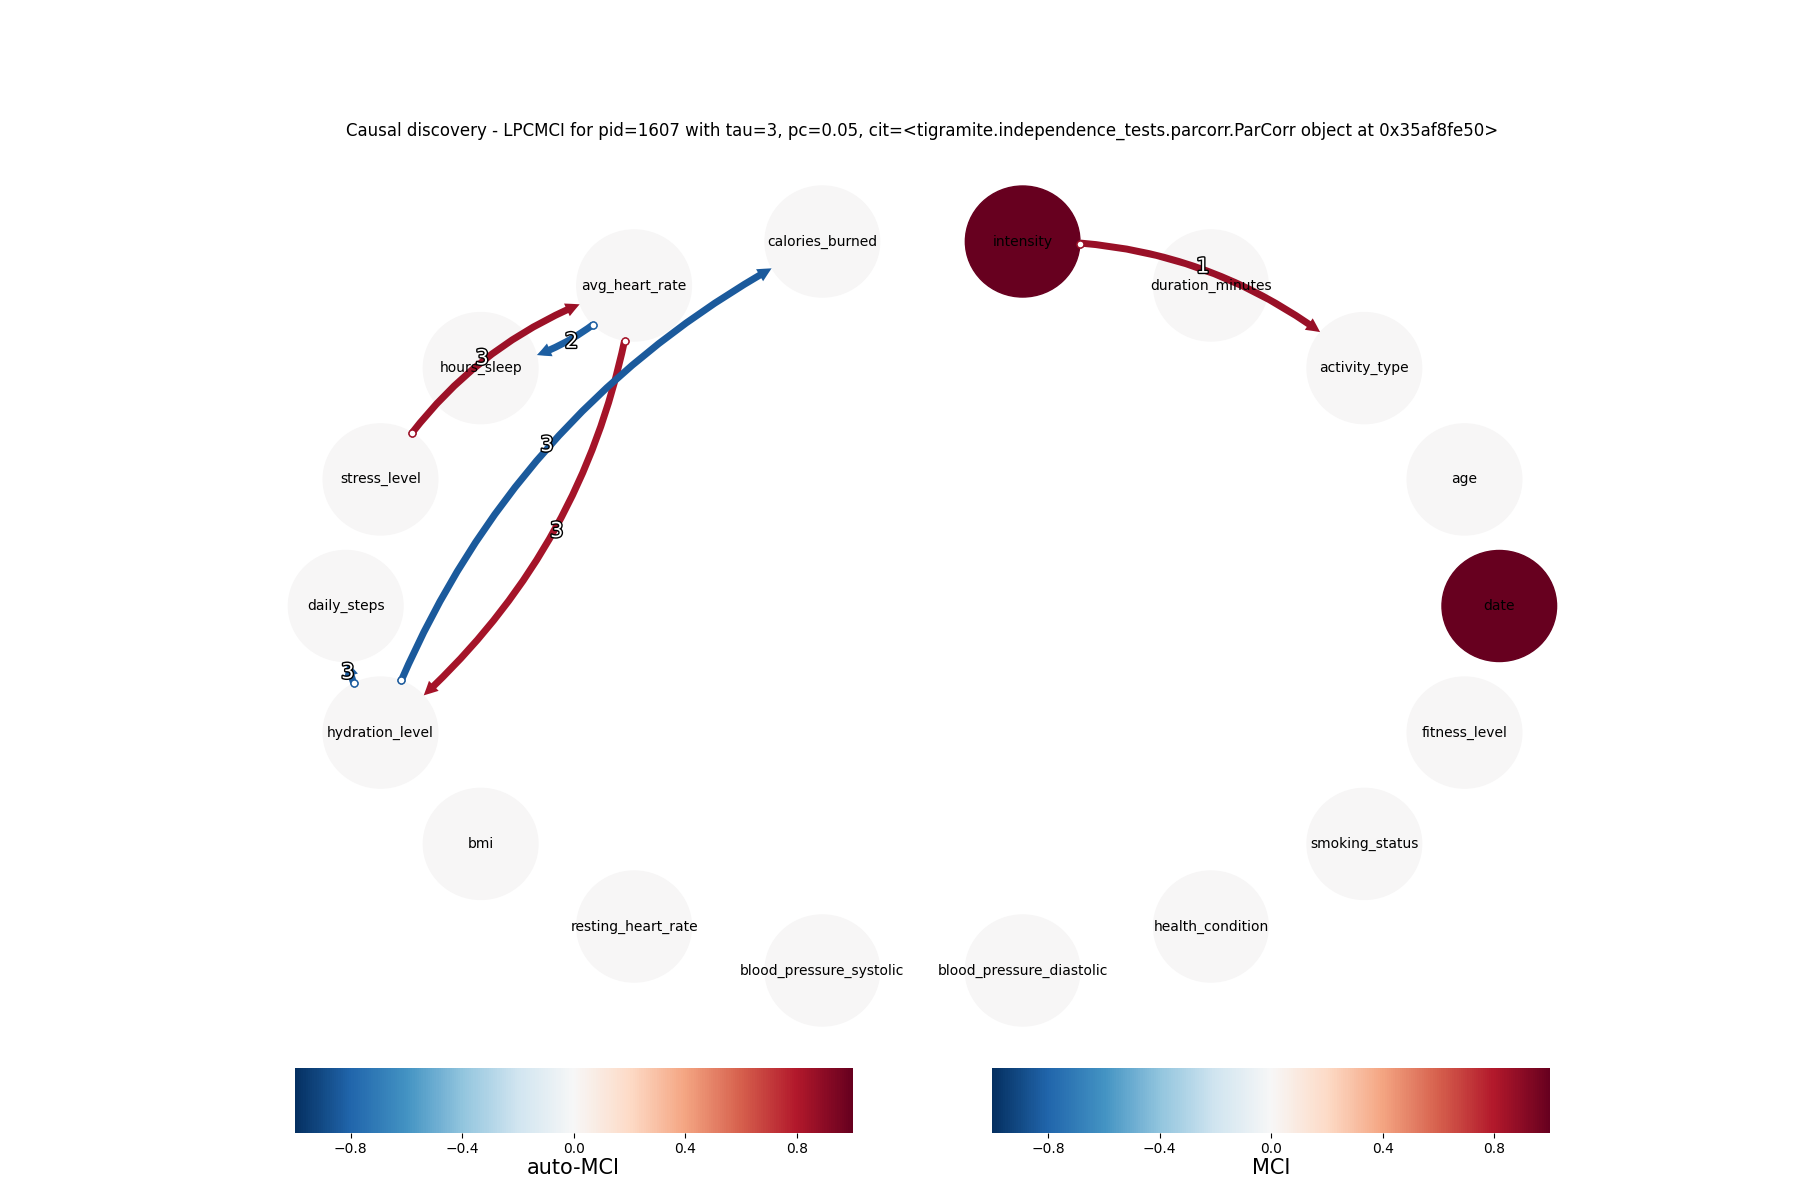 Causal discovery - LPCMCI for pid=1607 with tau=3, pc=0.05, cit=<tigramite.independence_tests.parcorr.ParCorr object at 0x35af8fe50>
calories_burned
intensity
1
avg_heart_rate
duration_minutes
2
3
hours_sleep
activity_type
3
stress_level
age
3
daily_steps
date
3
hydration_level
fitness_level
bmi
smoking_status
resting_heart_rate
health_condition
blood_pressure_systolic
blood_pressure_diastolic
−0.8 −0.4 0.0 0.4 0.8
auto-MCI
−0.8 −0.4 0.0 0.4 0.8
MCI